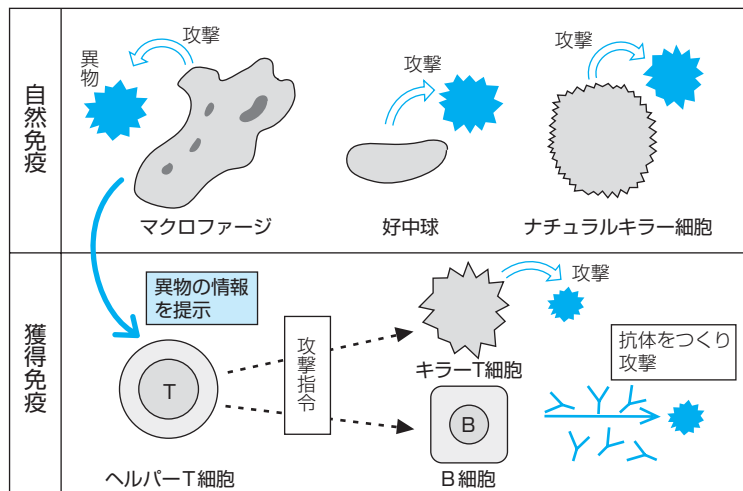 自然免疫
異物
攻撃
マクロファージ
攻撃
好中球
攻撃
ナチュラルキラー細胞
獲得免疫
異物の情報
を提示
T
ヘルパーT細胞
攻撃指令
攻撃
キラーT細胞
B
B細胞
抗体をつくり
攻撃